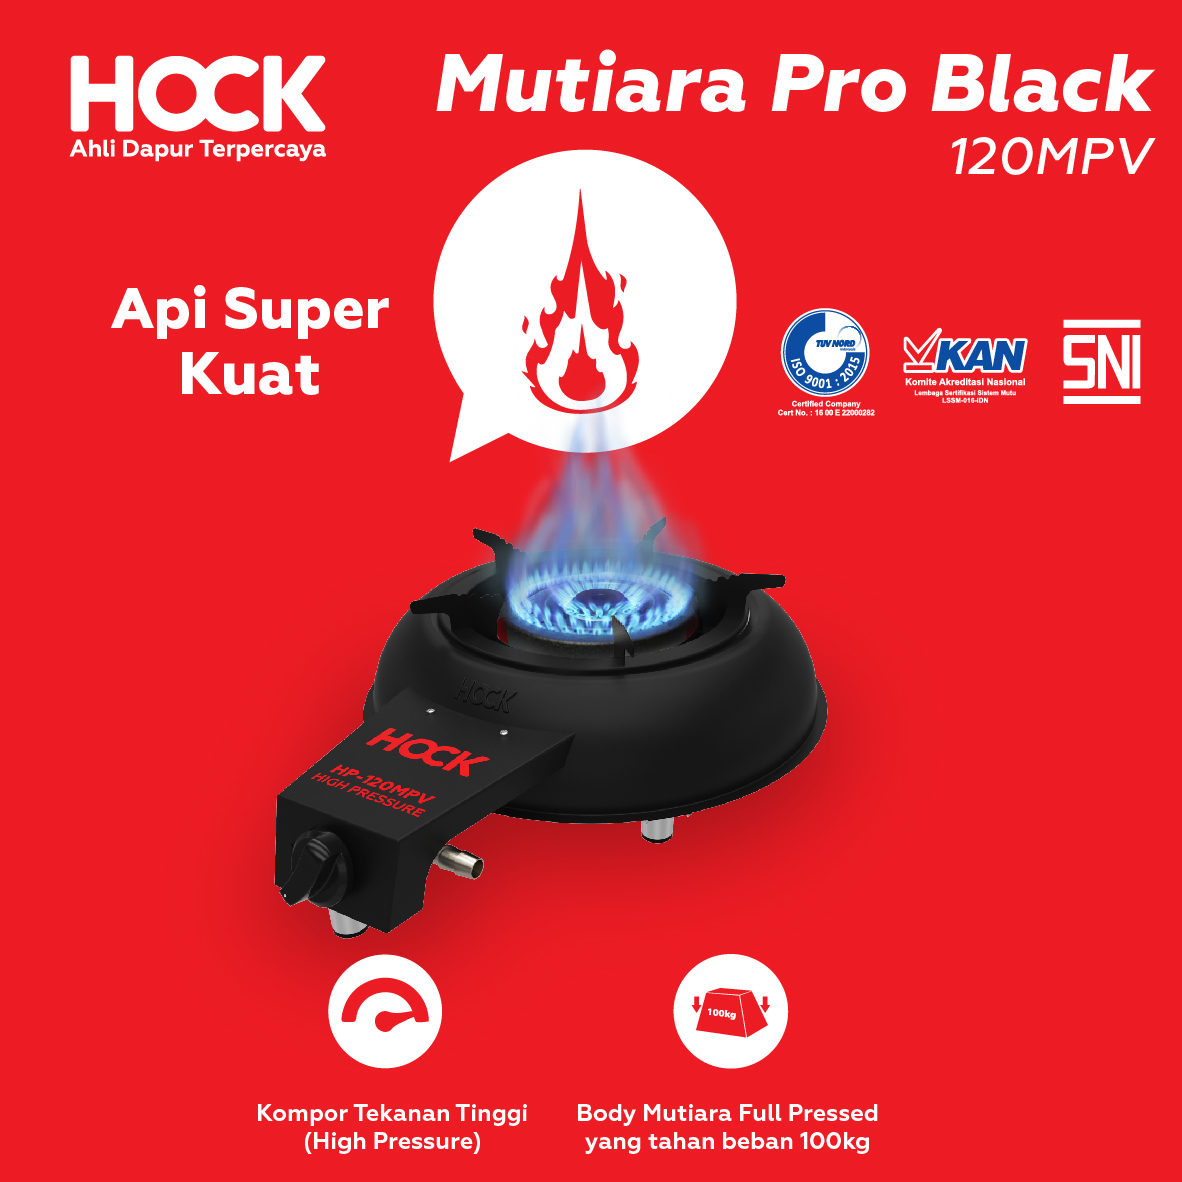 HOCK
Ahli Dapur Terpercaya
Mutiara Pro Black
120MPV
Api Super
Kuat
TUV NORD
Indonesia
ISO 9001 : 2015
Certified Company
Cert No. : 16 00 E 22000282
KAN
Komite Akreditasi Nasional
Lembaga Sertifikasi Sistem Mutu
LSSM-016-IDN
SNI
HOCK
HOCK
HP-120MPV
HIGH PRESSURE
100kg
Kompor Tekanan Tinggi
(High Pressure)
Body Mutiara Full Pressed
yang tahan beban 100kg